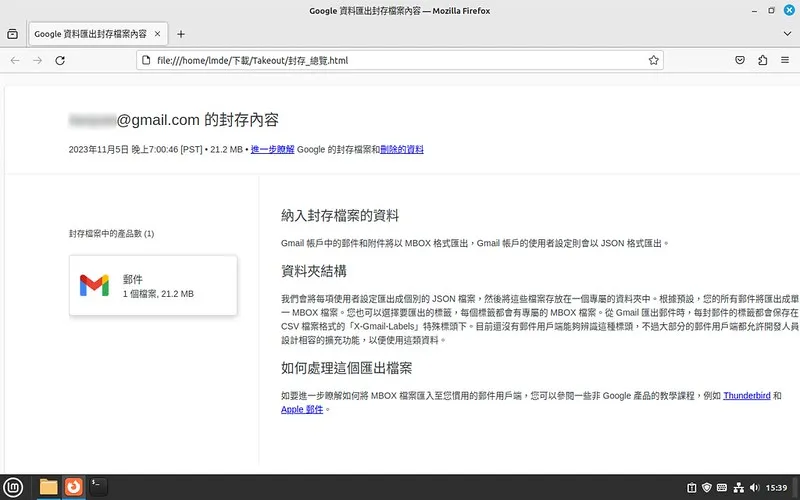 Google 資料匯出封存檔案內容 — Mozilla Firefox
Google 資料匯出封存檔案內容
file:///home/lmde/下載/Takeout/封存_總覽.html
@gmail.com 的封存內容
2023年11月5日 晚上7:00:46 [PST] • 21.2 MB • 進一步瞭解 Google 的封存檔案和刪除的資料
封存檔案中的產品數 (1)
郵件
1 個檔案, 21.2 MB
納入封存檔案的資料
Gmail 帳戶中的郵件和附件將以 MBOX 格式匯出，Gmail 帳戶的使用者設定則會以 JSON 格式匯出。
資料夾結構
我們會將每項使用者設定匯出成個別的 JSON 檔案，然後將這些檔案存放在一個專屬的資料夾中。根據預設，您的所有郵件將匯出成單
一 MBOX 檔案。您也可以選擇要匯出的標籤，每個標籤都會有專屬的 MBOX 檔案。從 Gmail 匯出郵件時，每封郵件的標籤都會保存在
CSV 檔案格式的「X-Gmail-Labels」特殊標頭下。目前還沒有郵件用戶端能夠辨識這種標頭，不過大部分的郵件用戶端都允許開發人員
設計相容的擴充功能，以便使用這類資料。
如何處理這個匯出檔案
如要進一步瞭解如何將 MBOX 檔案匯入至您慣用的郵件用戶端，您可以參閱一些非 Google 產品的教學課程，例如 Thunderbird 和
Apple 郵件。
15:39